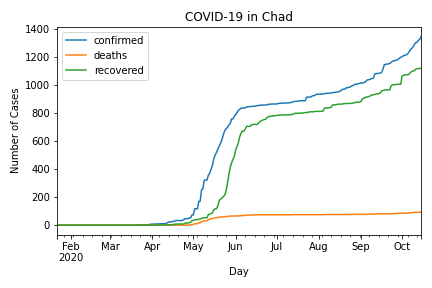 COVID-19 in Chad
Number of Cases
1400
1200
1000
800
600
400
200
0
confirmed
deaths
recovered
Feb Mar Apr May Jun Jul Aug Sep Oct
2020
Day